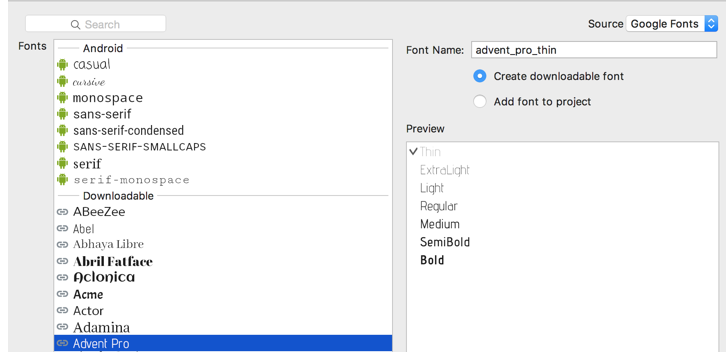 Search
Source Google Fonts
Fonts
Android
casual
cursive
monospace
sans-serif
sans-serif-condensed
SANS-SERIF-SMALLCAPS
serif
serif-monospace
Downloadable
ABeeZee
Abel
Abhaya Libre
Abril Fatface
Aclonica
Acme
Actor
Adamina
Advent Pro
Font Name: advent_pro_thin
Create downloadable font
Add font to project
Preview
Thin
ExtraLight
Light
Regular
Medium
SemiBold
Bold